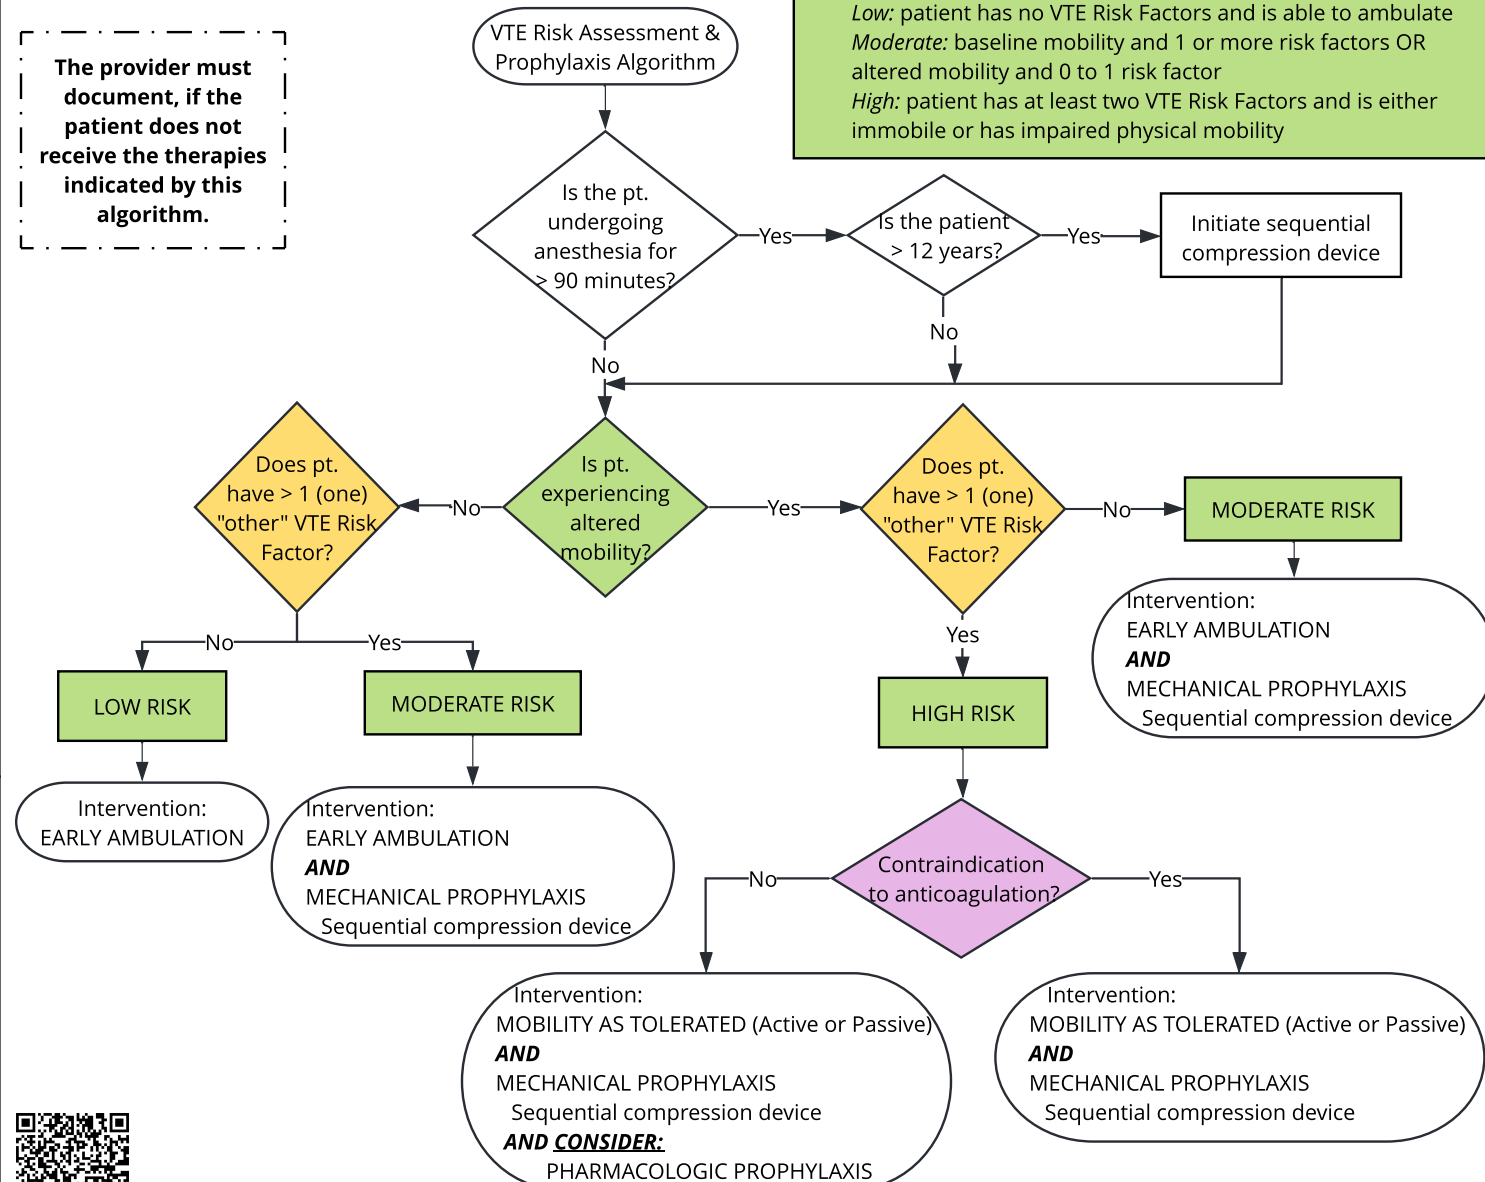 VTE Risk Assessment &
Prophylaxis Algorithm
Low: patient has no VTE Risk Factors and is able to ambulate
Moderate: baseline mobility and 1 or more risk factors OR
altered mobility and 0 to 1 risk factor
High: patient has at least two VTE Risk Factors and is either
immobile or has impaired physical mobility
The provider must
document, if the
patient does not
receive the therapies
indicated by this
algorithm.
Is the pt.
undergoing
anesthesia for
> 90 minutes?
Yes
Is the patient
> 12 years?
Yes
Initiate sequential
compression device
No
No
Does pt.
have > 1 (one)
"other" VTE Risk
Factor?
No
Is pt.
experiencing
altered
mobility?
Yes
Does pt.
have > 1 (one)
"other" VTE Risk
Factor?
No
MODERATE RISK
Intervention:
EARLY AMBULATION
AND
MECHANICAL PROPHYLAXIS
Sequential compression device
No
Yes
Yes
LOW RISK
MODERATE RISK
HIGH RISK
Intervention:
EARLY AMBULATION
Intervention:
EARLY AMBULATION
AND
MECHANICAL PROPHYLAXIS
Sequential compression device
Contraindication
to anticoagulation?
No
Yes
Intervention:
MOBILITY AS TOLERATED (Active or Passive)
AND
MECHANICAL PROPHYLAXIS
Sequential compression device
AND CONSIDER:
PHARMACOLOGIC PROPHYLAXIS
Intervention:
MOBILITY AS TOLERATED (Active or Passive)
AND
MECHANICAL PROPHYLAXIS
Sequential compression device